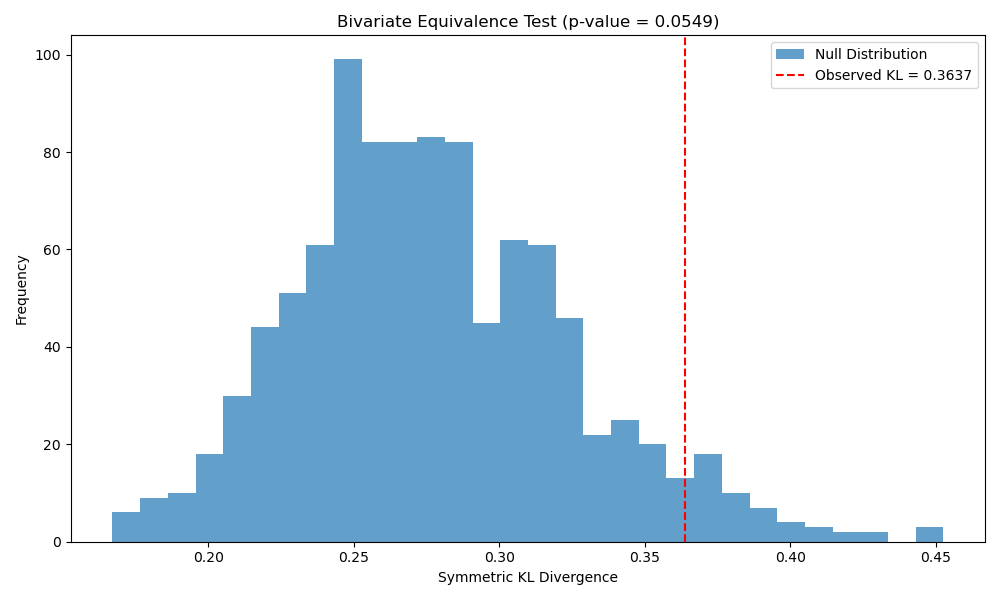 Bivariate Equivalence Test (p-value = 0.0549)
Null Distribution
Observed KL = 0.3637
Frequency
100
80
60
40
20
0
0.20 0.25 0.30 0.35 0.40 0.45
Symmetric KL Divergence